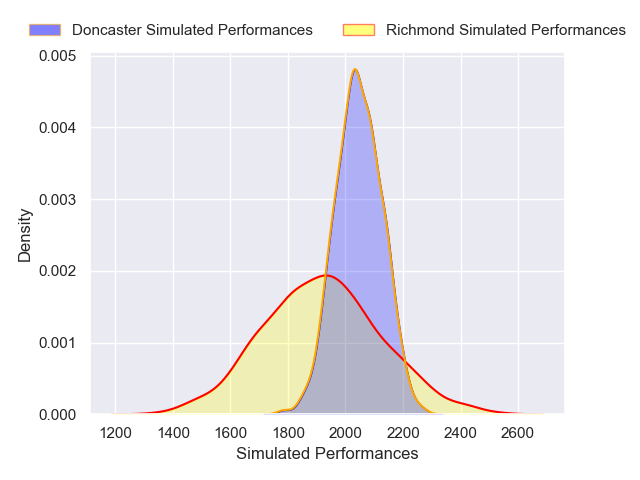 Doncaster Simulated Performances
Richmond Simulated Performances
0.005
0.004
0.003
0.002
0.001
0.000
Density
1200 1400 1600 1800 2000 2200 2400 2600
Simulated Performances